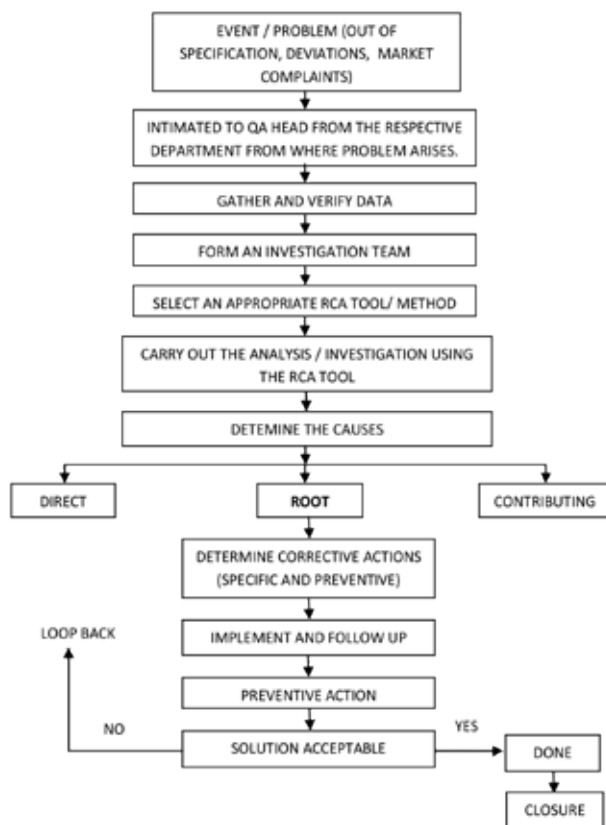 EVENT / PROBLEM (OUT OF
SPECIFICATION, DEVIATIONS, MARKET
COMPLAINTS)
INTIMATED TO QA HEAD FROM THE RESPECTIVE
DEPARTMENT FROM WHERE PROBLEM ARISES.
GATHER AND VERIFY DATA
FORM AN INVESTIGATION TEAM
SELECT AN APPROPRIATE RCA TOOL/ METHOD
CARRY OUT THE ANALYSIS / INVESTIGATION USING
THE RCA TOOL
DETEMINE THE CAUSES
DIRECT
ROOT
CONTRIBUTING
DETERMINE CORRECTIVE ACTIONS
(SPECIFIC AND PREVENTIVE)
LOOP BACK
IMPLEMENT AND FOLLOW UP
PREVENTIVE ACTION
NO
YES
SOLUTION ACCEPTABLE
DONE
CLOSURE